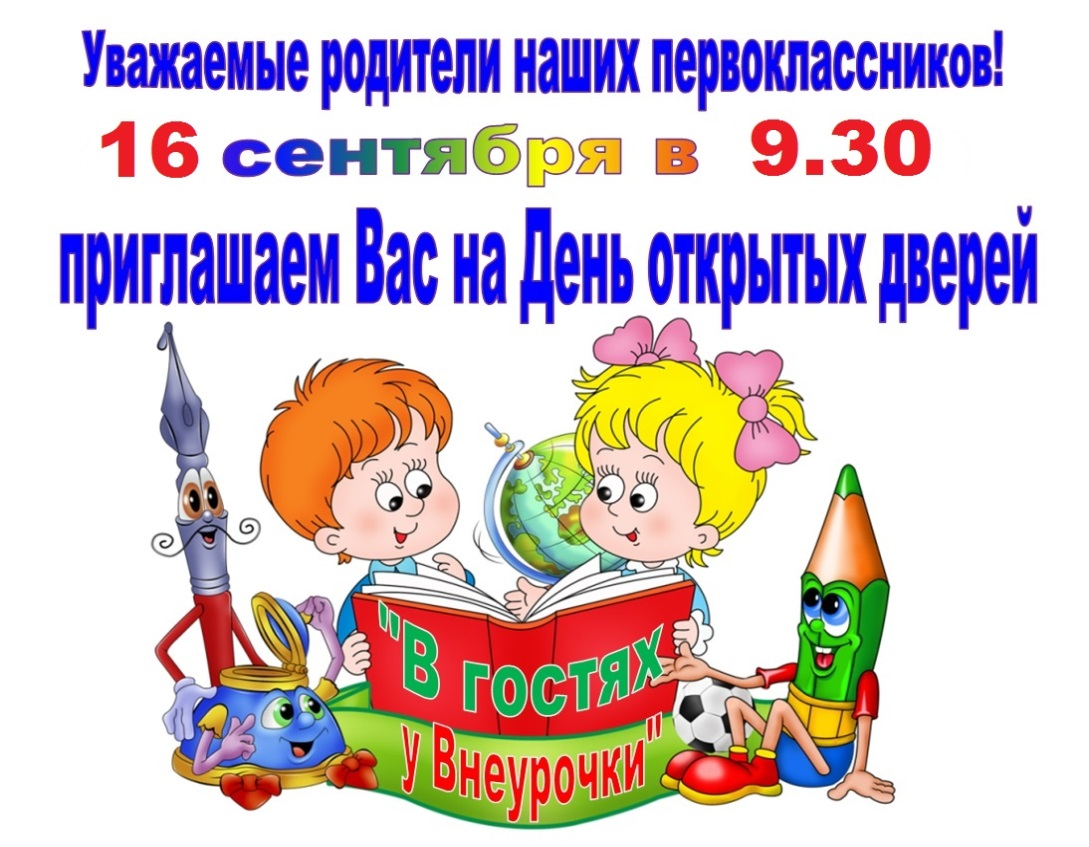 Уважаемые родители наших первоклассников!
16 сентября в 9.30
приглашаем Вас на День открытых дверей
"В гостях
у Внеурочки"